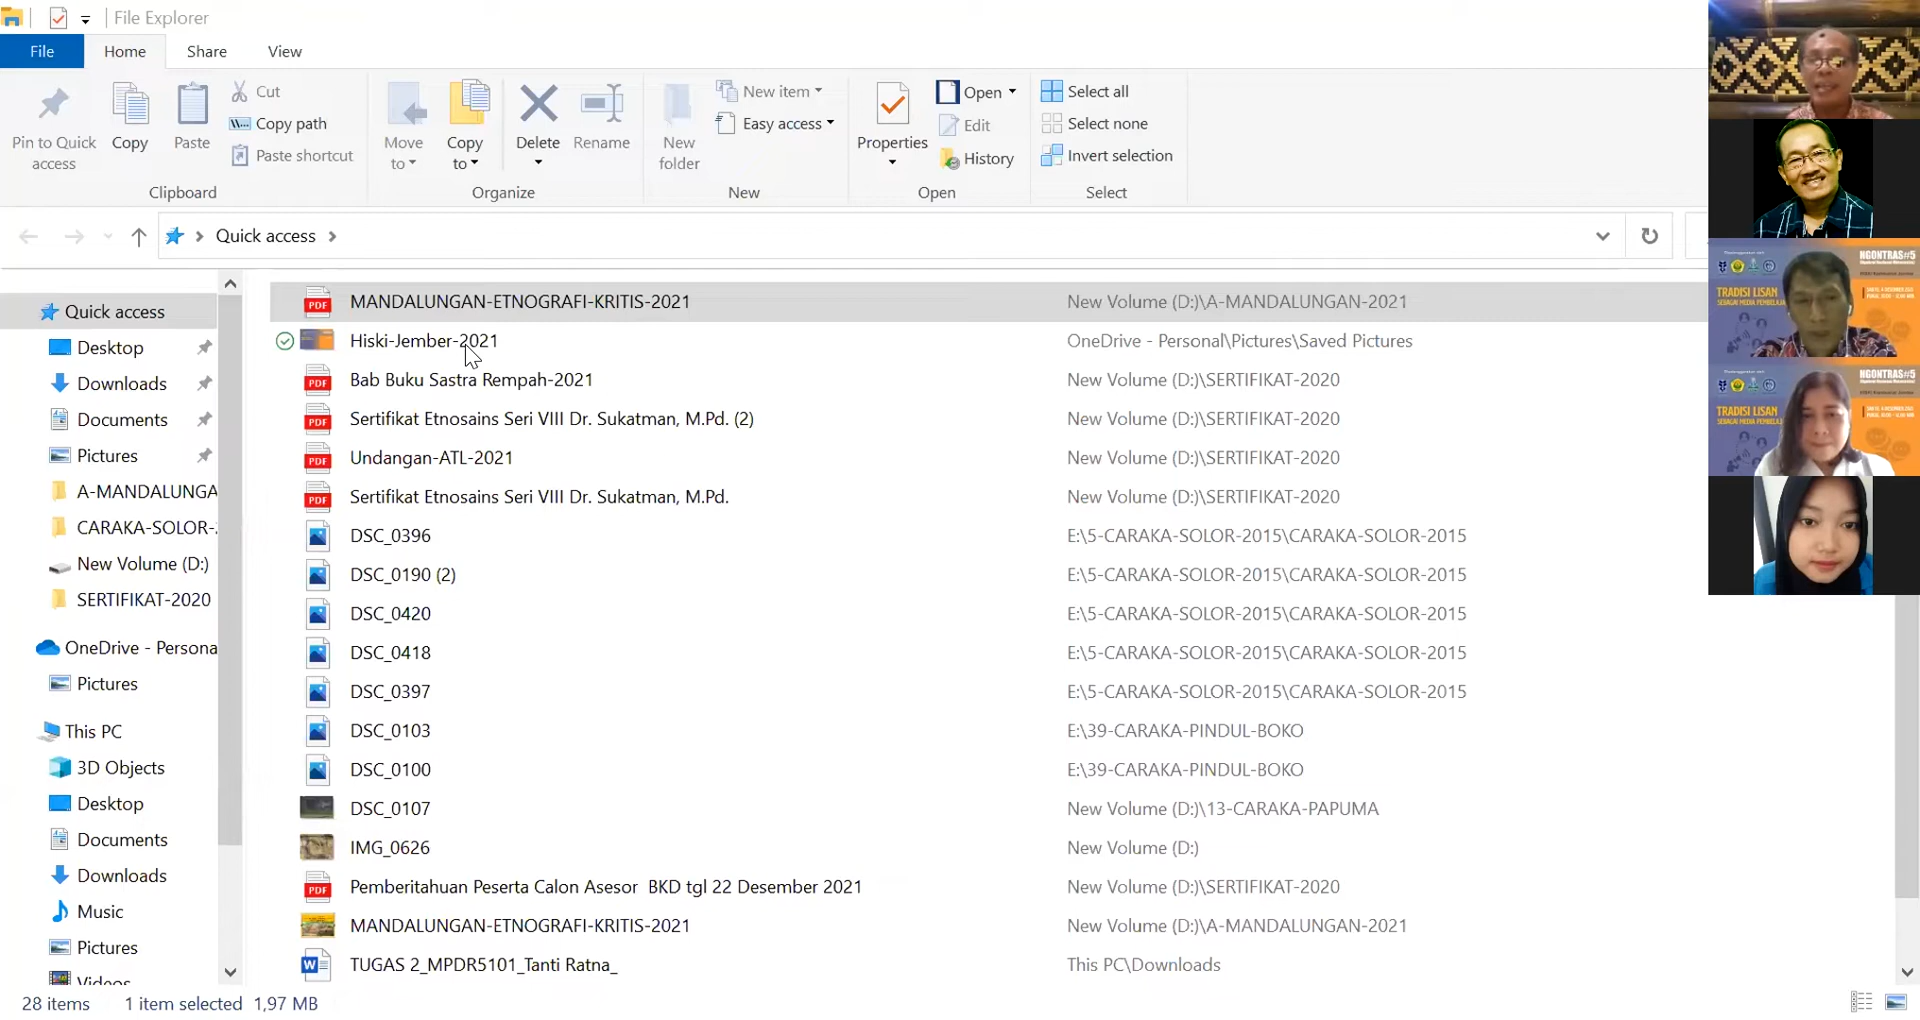 File Explorer
File Home Share View
Pin to Quick access
Copy
Paste
Cut
Copy path
Paste shortcut
Clipboard
Move to
Copy to
Delete
Rename
Organize
New folder
New item
Easy access
New
Properties
Open
Edit
History
Open
Select all
Select none
Invert selection
Select
Quick access
Quick access
Desktop
Downloads
Documents
Pictures
A-MANDALUNGA
CARAKA-SOLOR-
New Volume (D:)
SERTIFIKAT-2020
OneDrive - Persona
Pictures
This PC
3D Objects
Desktop
Documents
Downloads
Music
Pictures
Videos
MANDALUNGAN-ETNOGRAFI-KRITIS-2021 New Volume (D:)\A-MANDALUNGAN-2021
Hiski-Jember-2021 OneDrive - Personal\Pictures\Saved Pictures
Bab Buku Sastra Rempah-2021 New Volume (D:)\SERTIFIKAT-2020
Sertifikat Etnosains Seri VIII Dr. Sukatman, M.Pd. (2) New Volume (D:)\SERTIFIKAT-2020
Undangan-ATL-2021 New Volume (D:)\SERTIFIKAT-2020
Sertifikat Etnosains Seri VIII Dr. Sukatman, M.Pd. New Volume (D:)\SERTIFIKAT-2020
DSC_0396 E:\5-CARAKA-SOLOR-2015\CARAKA-SOLOR-2015
DSC_0190 (2) E:\5-CARAKA-SOLOR-2015\CARAKA-SOLOR-2015
DSC_0420 E:\5-CARAKA-SOLOR-2015\CARAKA-SOLOR-2015
DSC_0418 E:\5-CARAKA-SOLOR-2015\CARAKA-SOLOR-2015
DSC_0397 E:\5-CARAKA-SOLOR-2015\CARAKA-SOLOR-2015
DSC_0103 E:\39-CARAKA-PINDUL-BOKO
DSC_0100 E:\39-CARAKA-PINDUL-BOKO
DSC_0107 New Volume (D:)\13-CARAKA-PAPUMA
IMG_0626 New Volume (D:)
Pemberitahuan Peserta Calon Asesor BKD tgl 22 Desember 2021 New Volume (D:)\SERTIFIKAT-2020
MANDALUNGAN-ETNOGRAFI-KRITIS-2021 New Volume (D:)\A-MANDALUNGAN-2021
TUGAS 2_MPDR5101_Tanti Ratna_ This PC\Downloads
28 items 1 item selected 1,97 MB
NGONTRAS#5
TRADISI LISAN
SEBAGAI MEDIA
NGONTRAS#5
TRADISI LISAN
SEBAGAI MEDIA